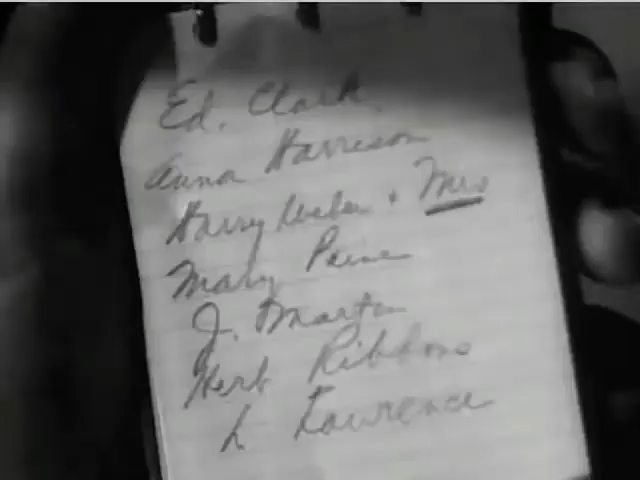 Ed. Clark
Anna Harrison
Harry Weber + Mrs
Mary Paine
J. Martin
Herb Ribbons
L Lawrence